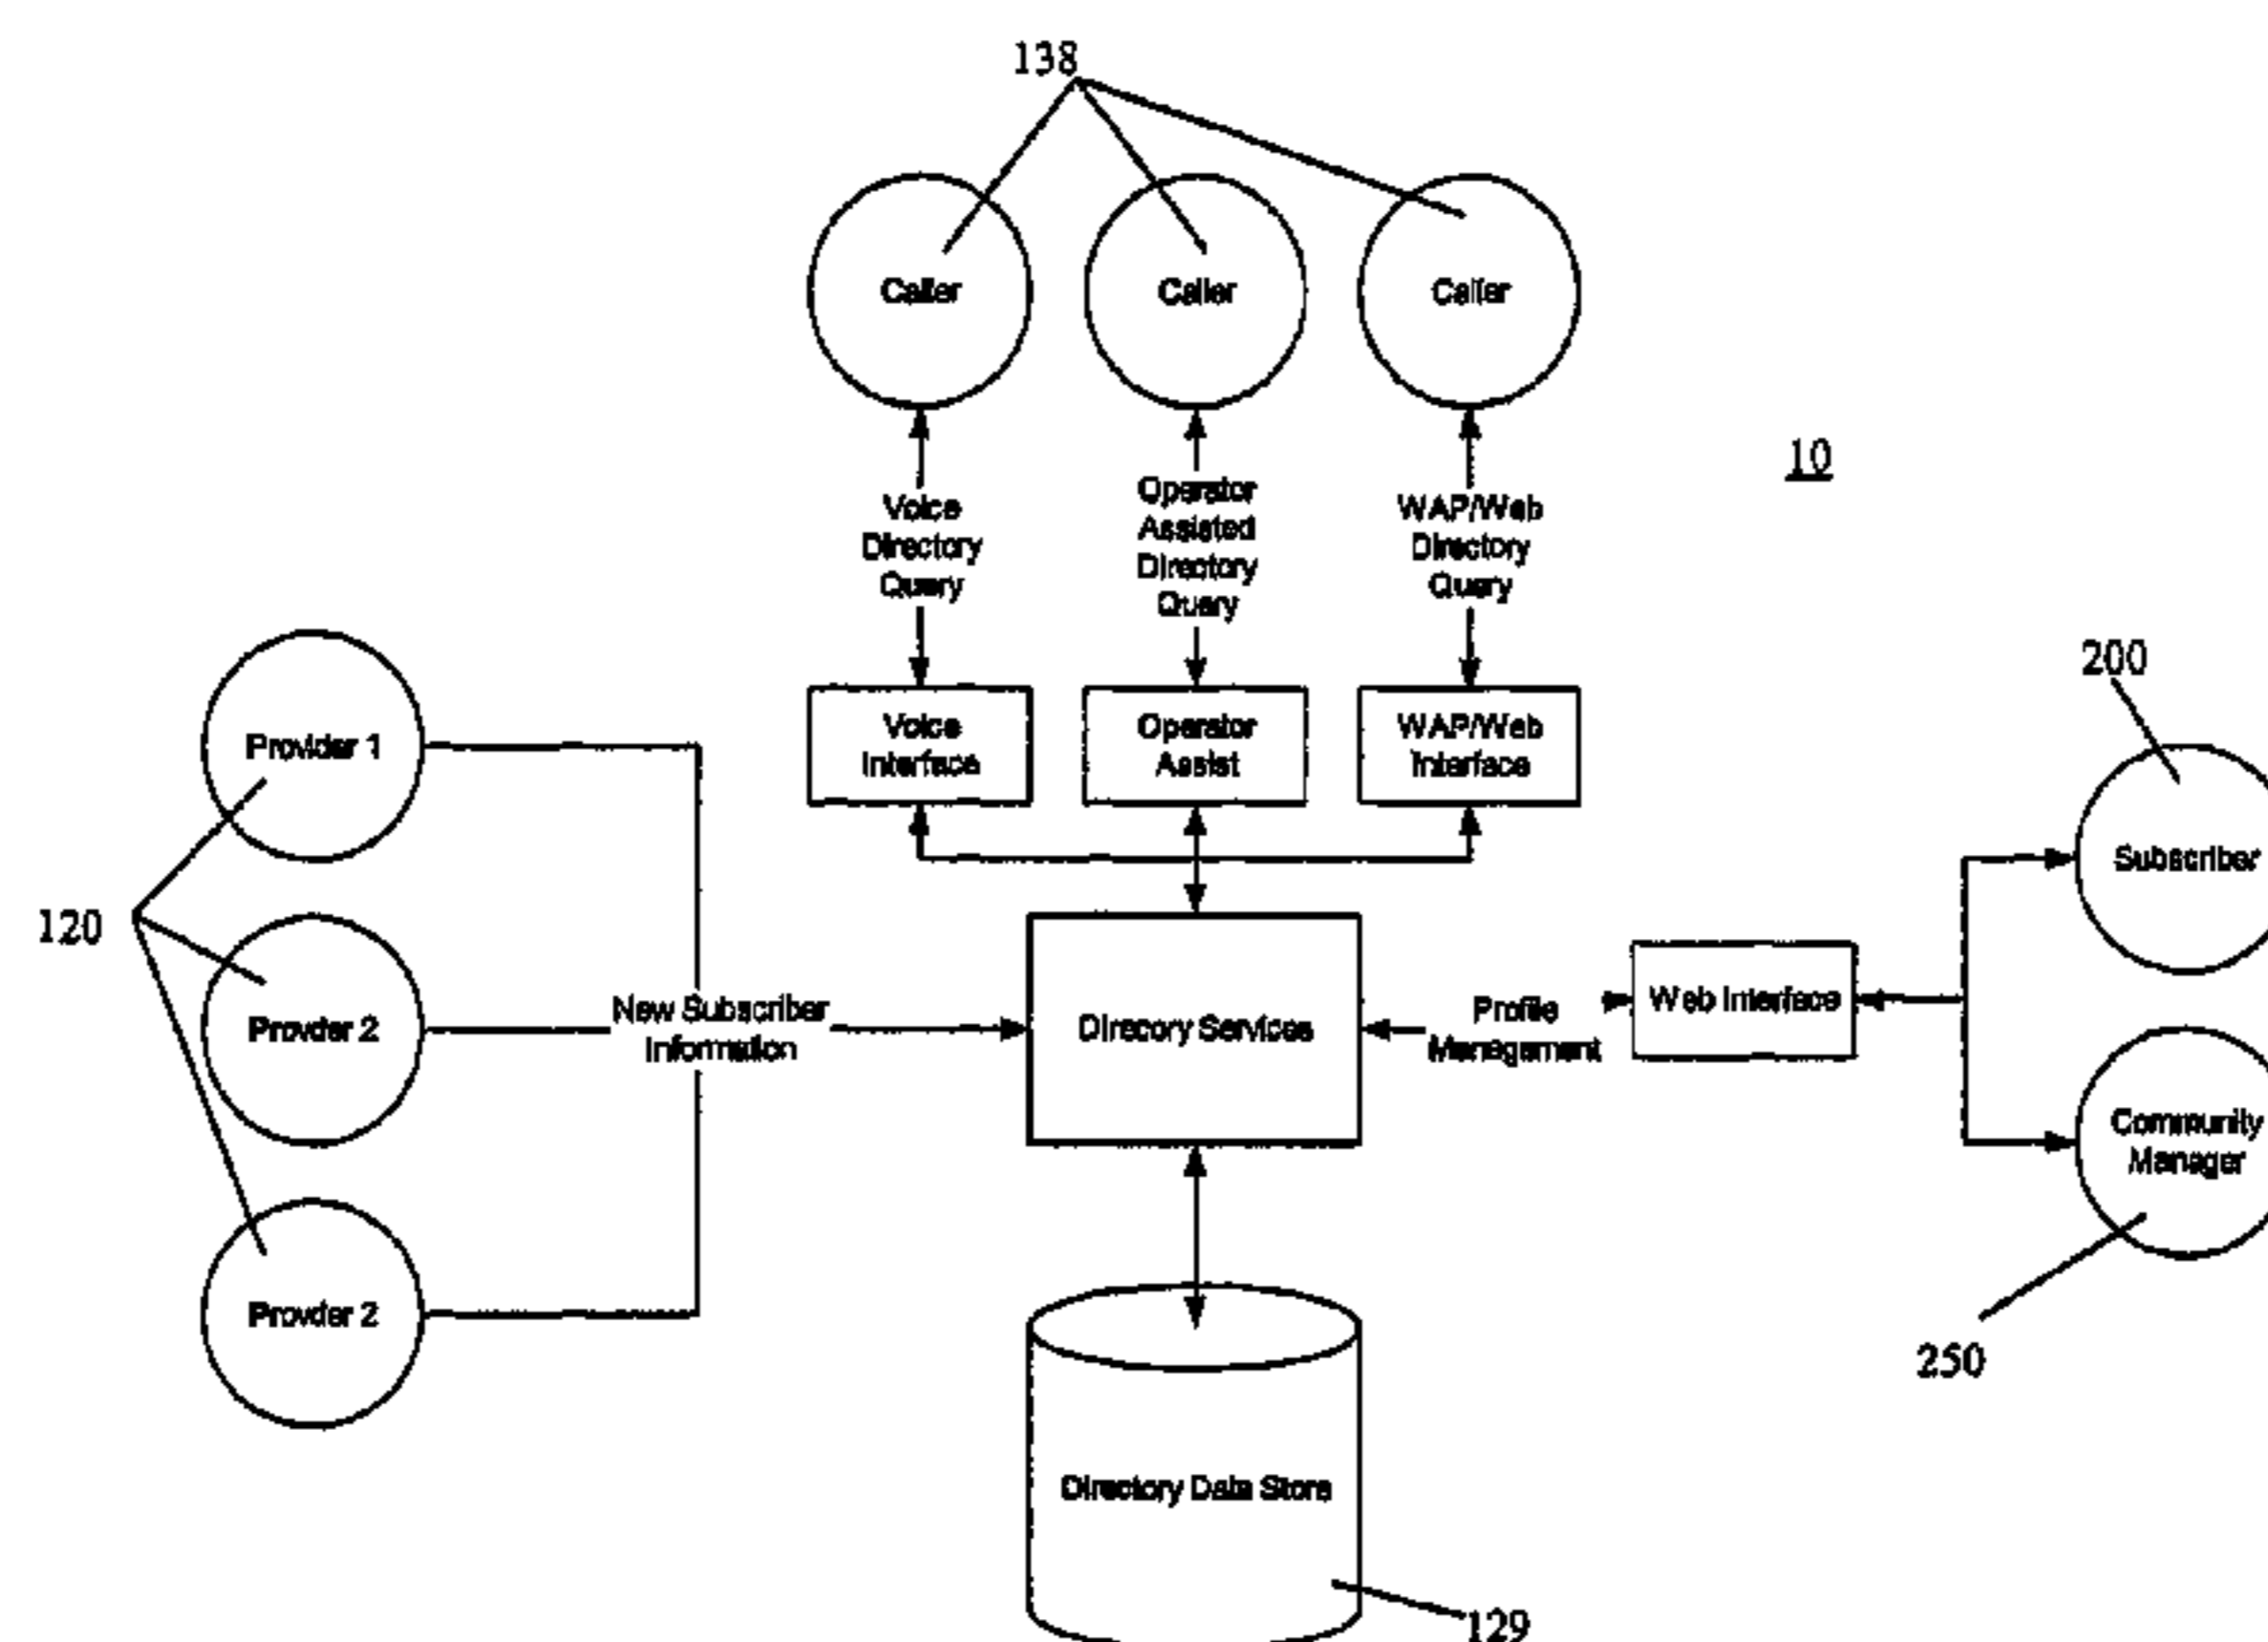 138
Caller
Caller
Caller
10
Voice
Directory
Query
Operator
Assisted
Directory
Query
WAP/Web
Directory
Query
200
Provider 1
Voice
Interface
Operator
Assist
WAP/Web
Interface
Subscriber
120
Provder 2
New Subscriber
Information
Direcory Services
Profile
Management
Web Interface
Community
Manager
Provder 2
250
Directory Data Store
129